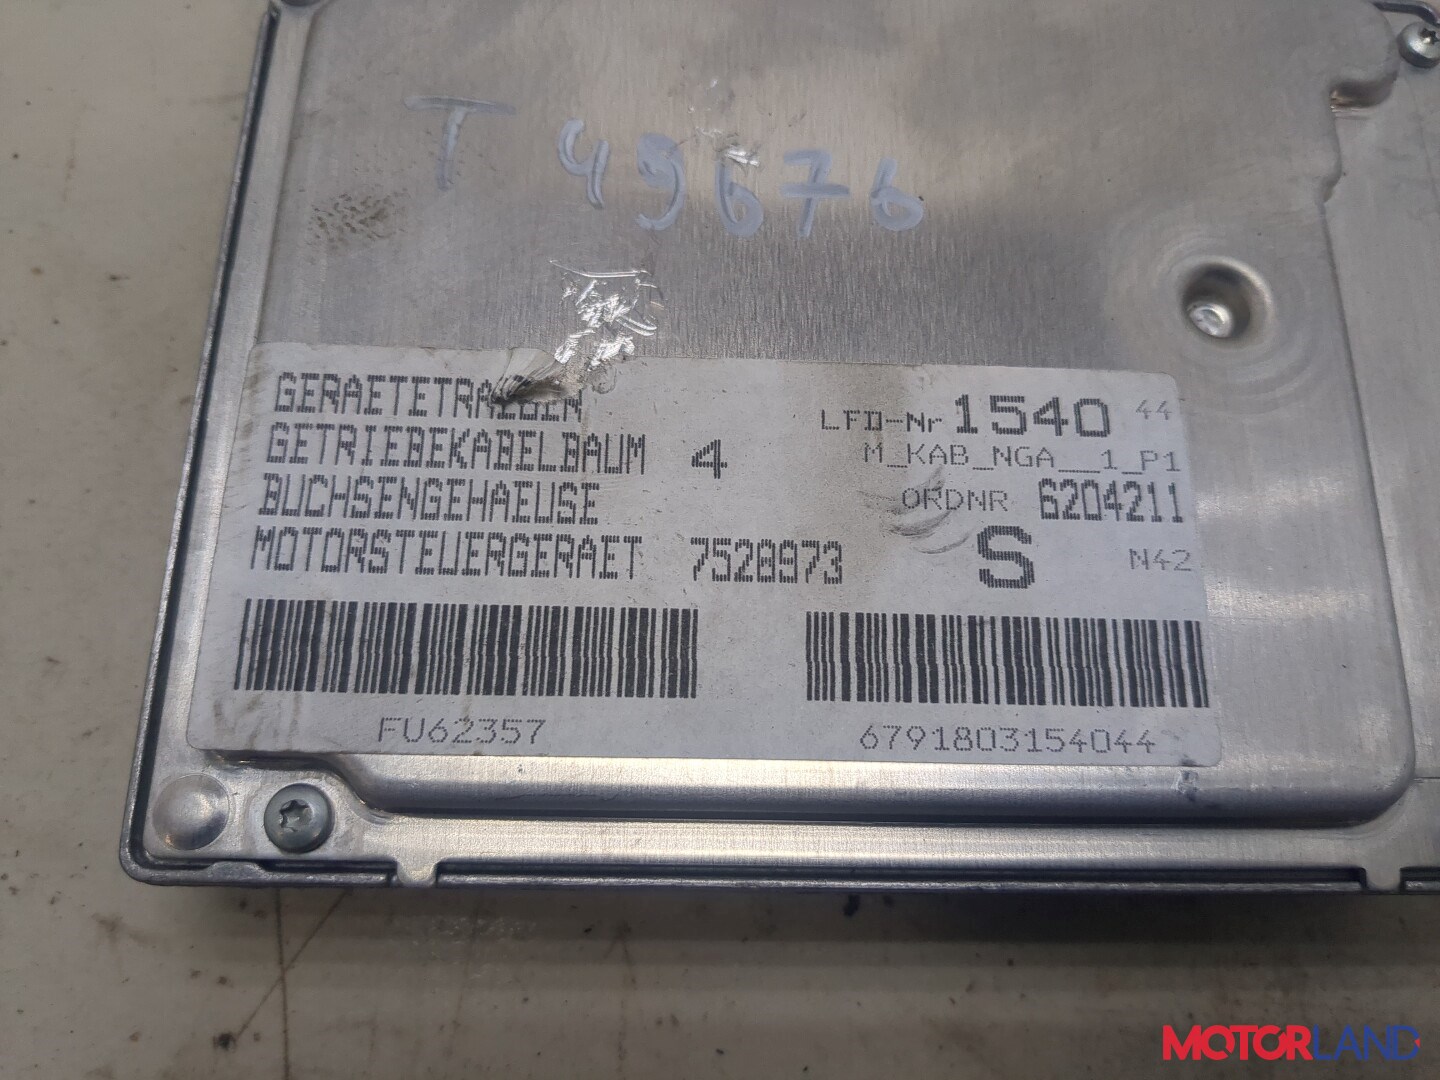 T 49676
GERAETETRAEGER
LFD-Nr 1540 44
GETRIEBEKABELBAUM 4
M_KAB_NGA__1_P1
BUCHSENGEHAEUSE
ORDNR 6204211
MOTORSTEUERGERAET 7528973
S N42
FU62357
6791803154044
MOTORLAND